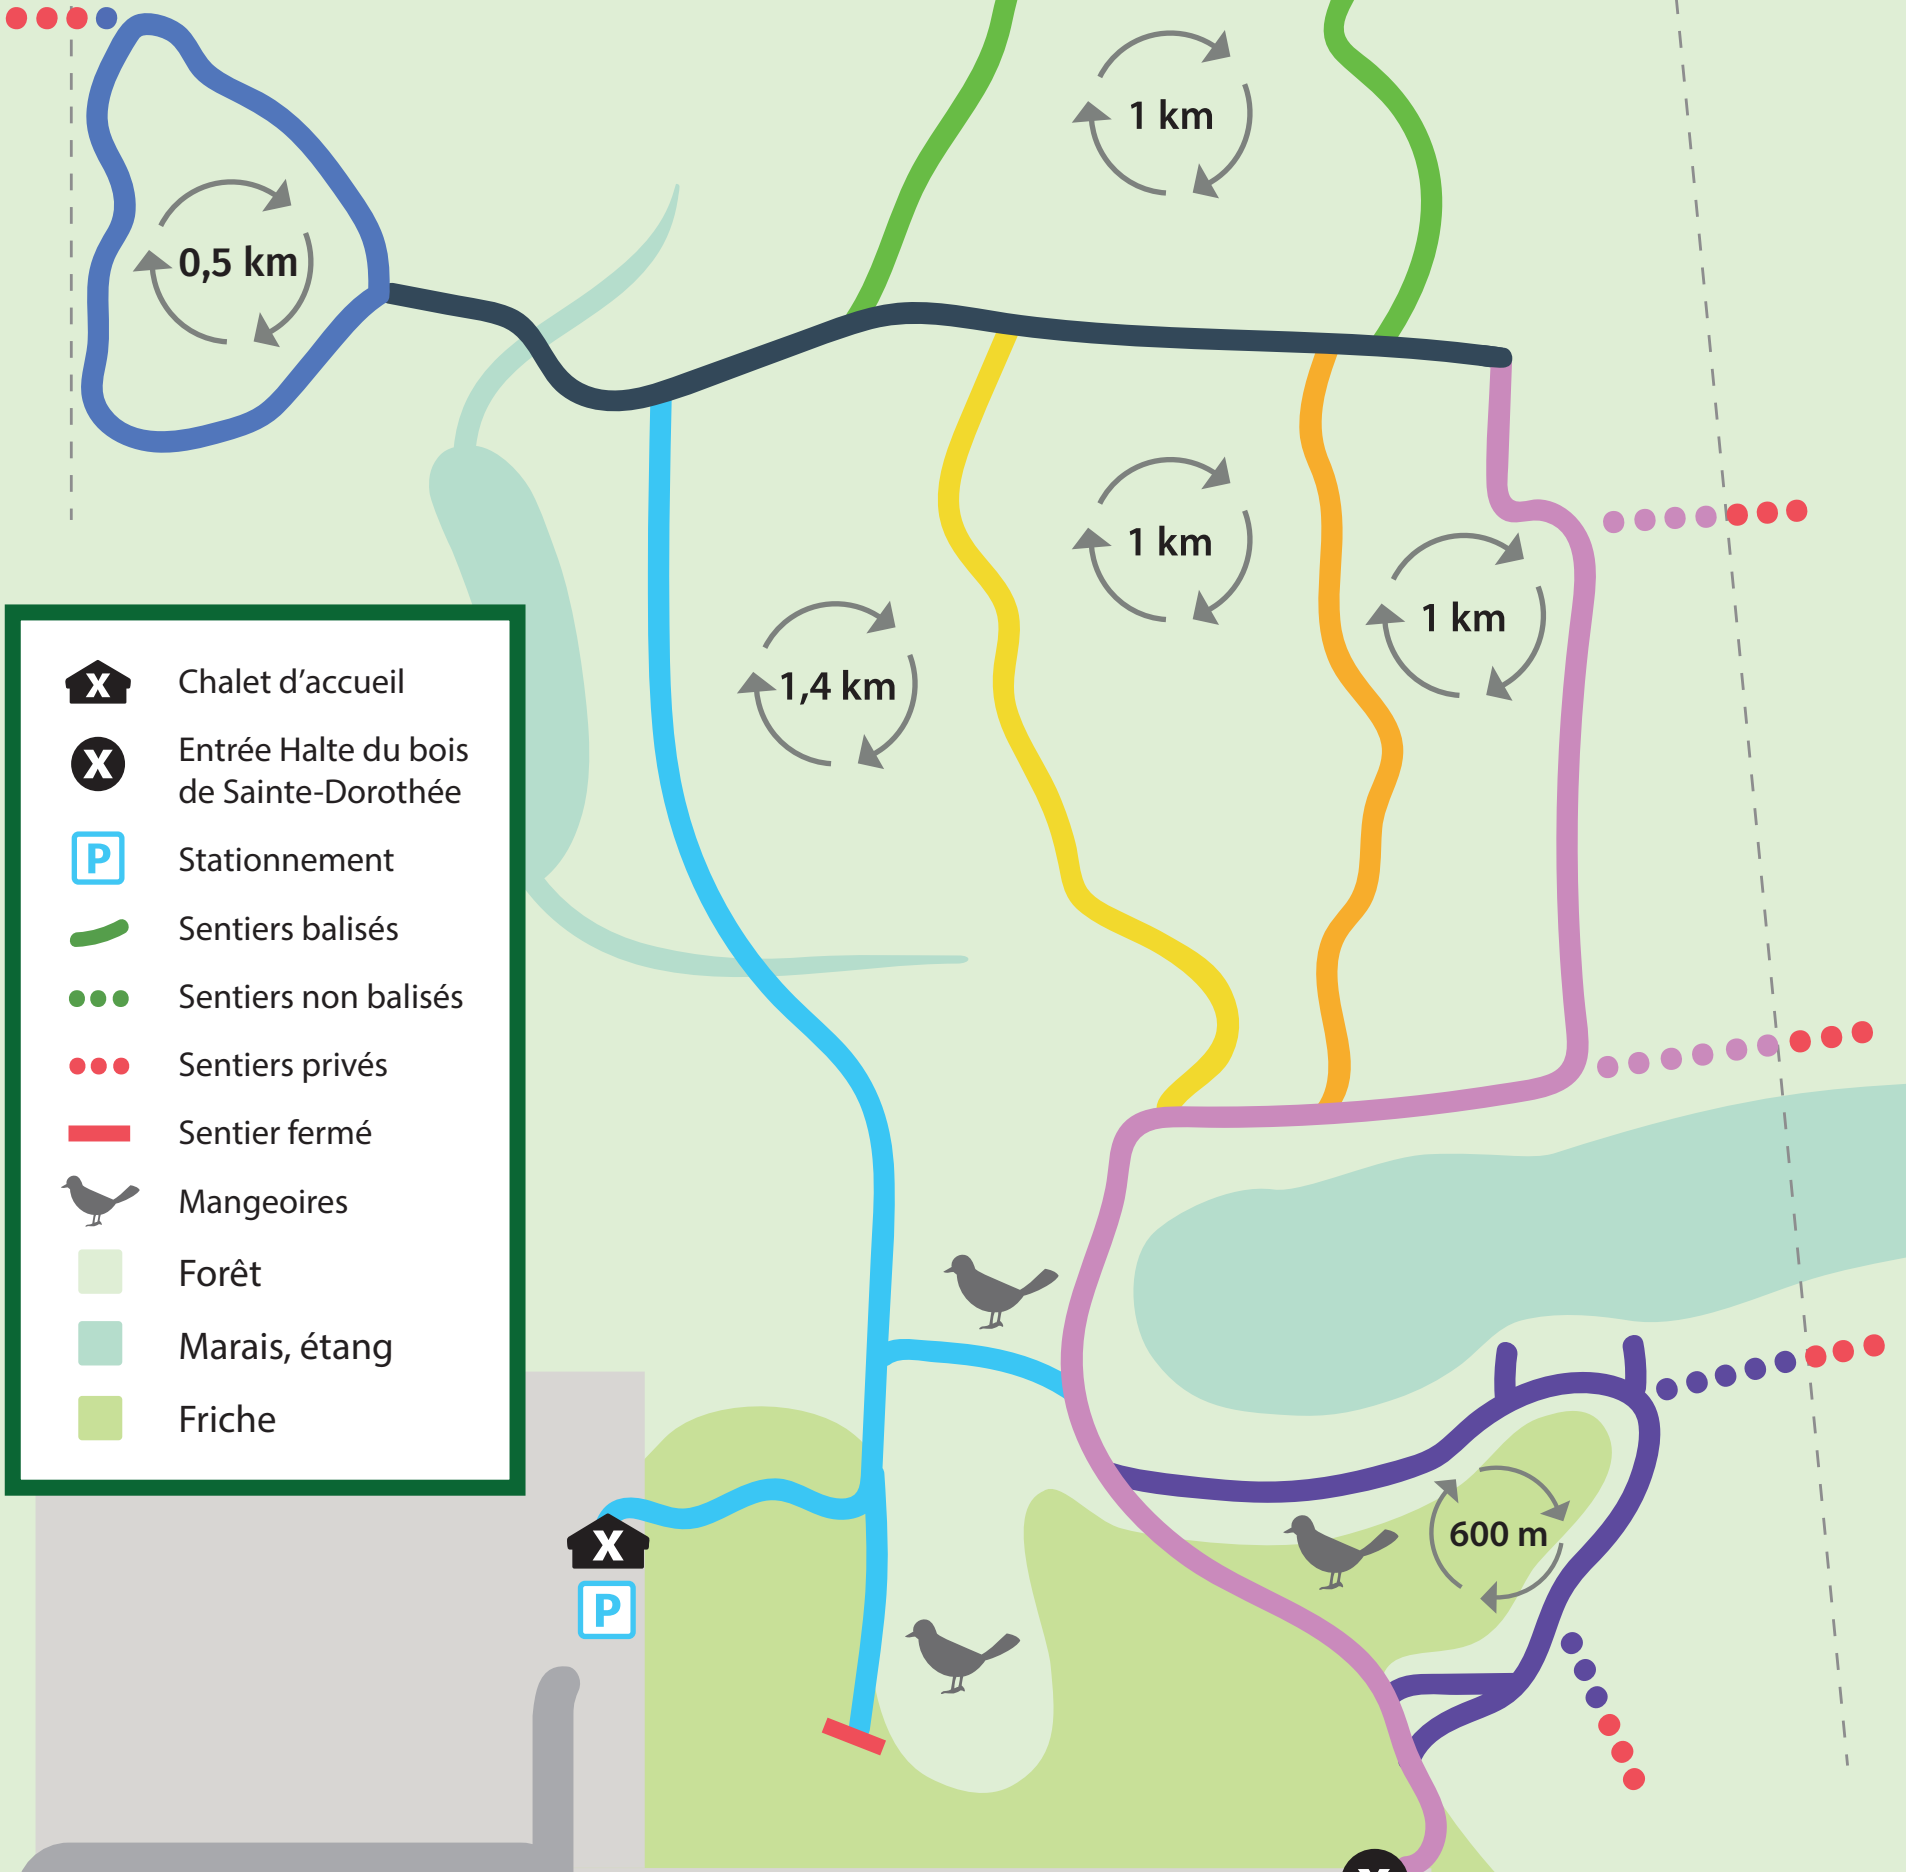 1 km
0,5 km
1 km
1 km
1,4 km
X Chalet d'accueil
X Entrée Halte du bois
de Sainte-Dorothée
P Stationnement
Sentiers balisés
Sentiers non balisés
Sentiers privés
Sentier fermé
Mangeoires
Forêt
Marais, étang
Friche
600 m
X
P
X